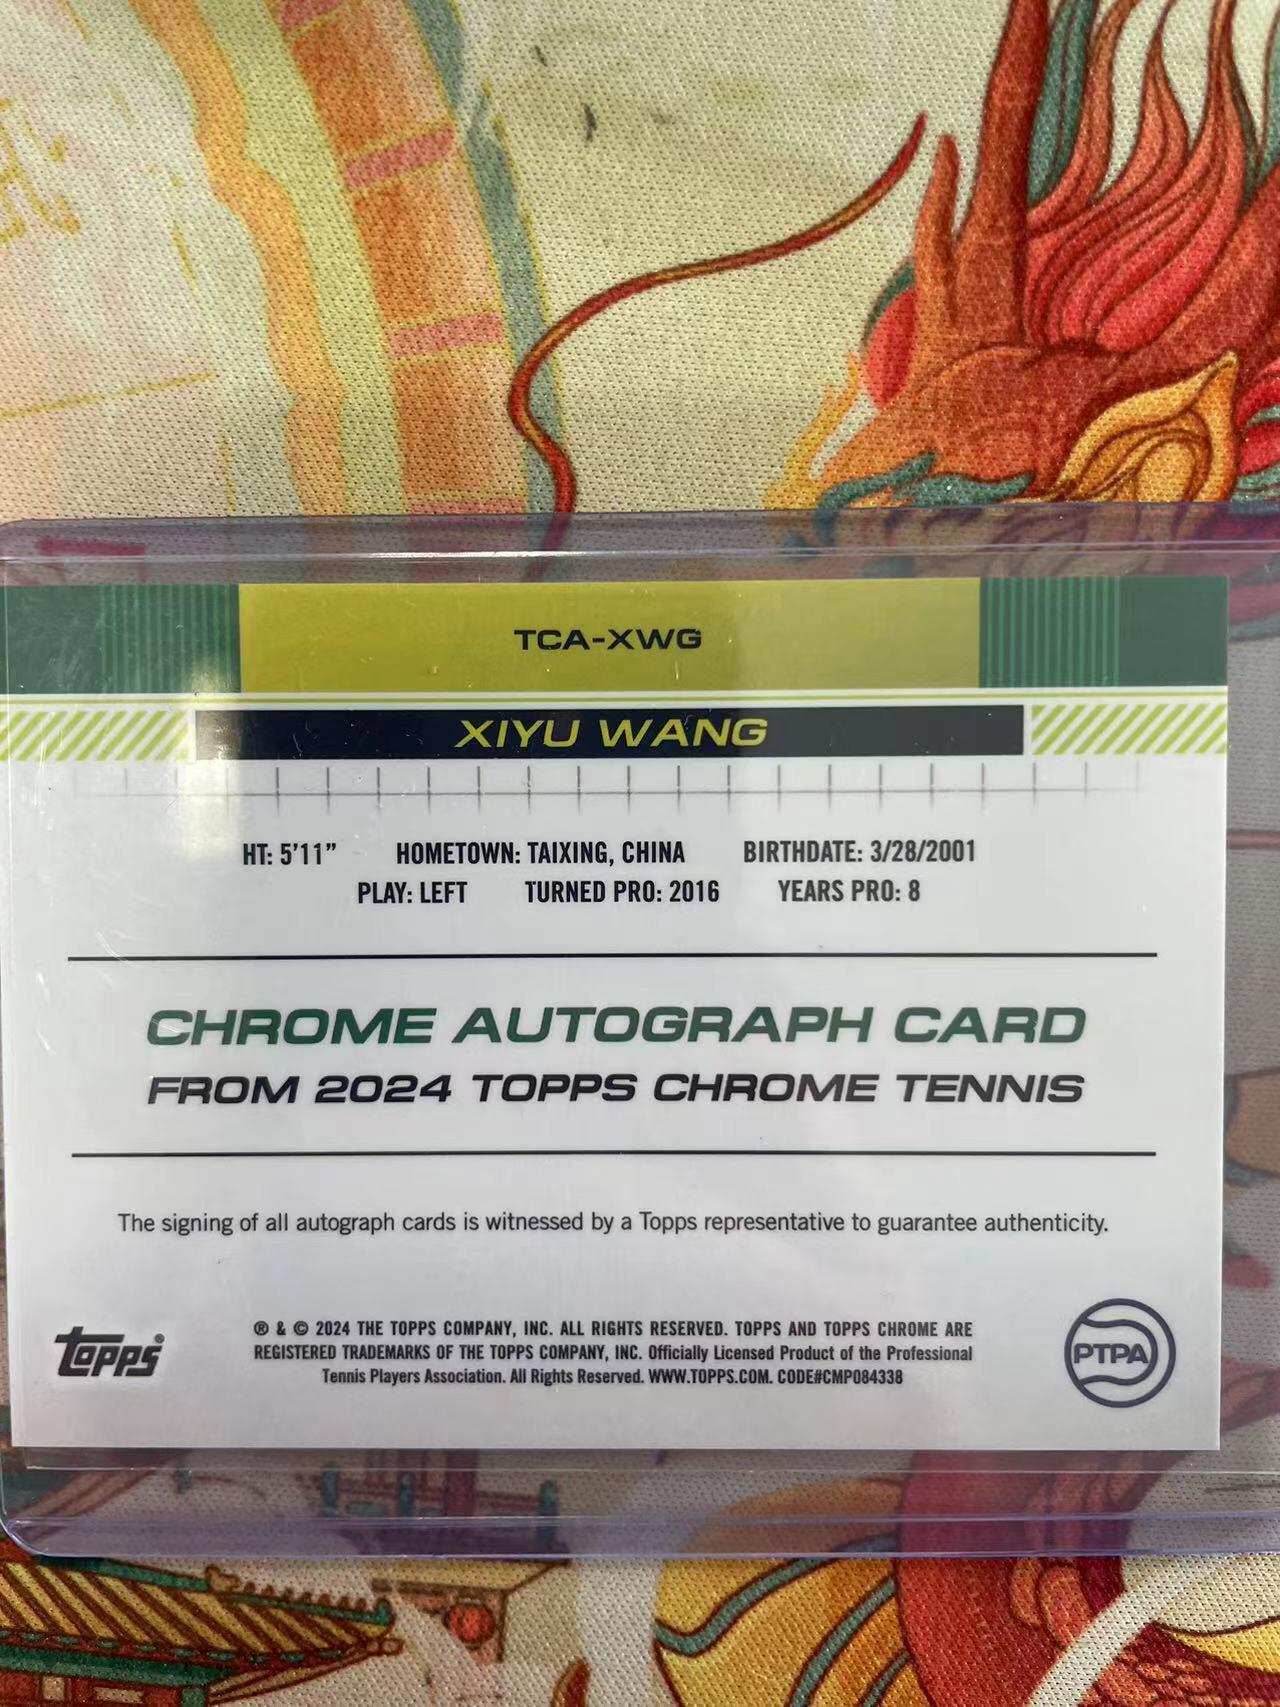 TCA-XWG
XIYU WANG
HT: 5'11” HOMETOWN: TAIXING, CHINA BIRTHDATE: 3/28/2001
PLAY: LEFT TURNED PRO: 2016 YEARS PRO: 8
CHROME AUTOGRAPH CARD
FROM 2024 TOPPS CHROME TENNIS
The signing of all autograph cards is witnessed by a Topps representative to guarantee authenticity.
Topps
® & © 2024 THE TOPPS COMPANY, INC. ALL RIGHTS RESERVED. TOPPS AND TOPPS CHROME ARE
REGISTERED TRADEMARKS OF THE TOPPS COMPANY, INC. Officially Licensed Product of the Professional
Tennis Players Association. All Rights Reserved. WWW.TOPPS.COM. CODE#CMP084338
PTPA